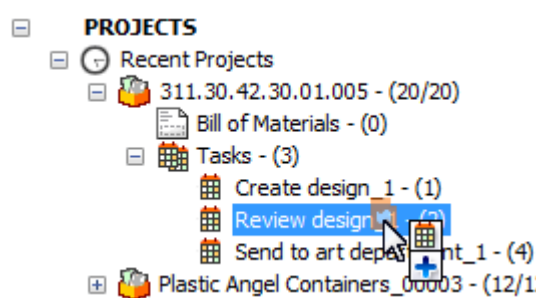 PROJECTS
Recent Projects
311.30.42.30.01.005 - (20/20)
Bill of Materials - (0)
Tasks - (3)
Create design_1 - (1)
Review design
Send to art _1 - (4)
Plastic Angel Containers_00003 - (12/1